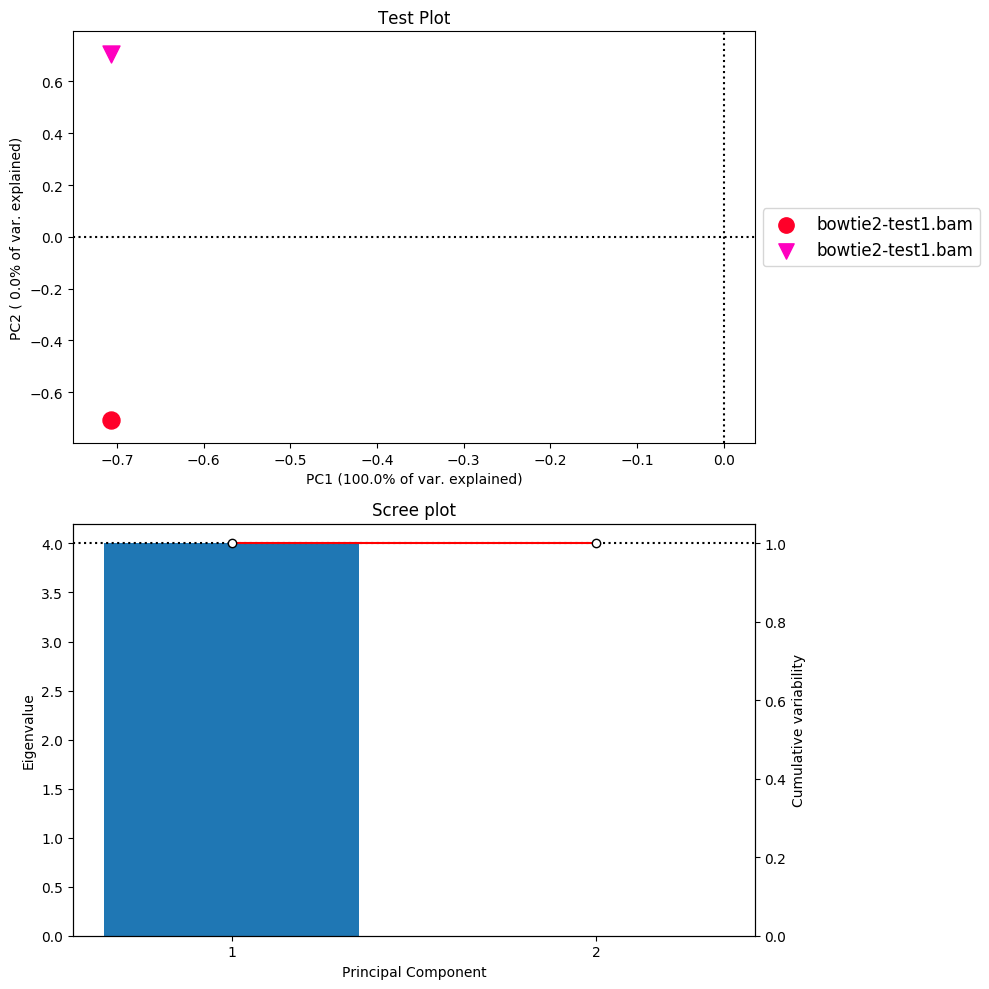 Test Plot
PC2 ( 0.0% of var. explained)
0.6
0.4
0.2
0.0
−0.2
−0.4
−0.6
−0.7 −0.6 −0.5 −0.4 −0.3 −0.2 −0.1 0.0
PC1 (100.0% of var. explained)
bowtie2-test1.bam
bowtie2-test1.bam
Scree plot
Eigenvalue
4.0
3.5
3.0
2.5
2.0
1.5
1.0
0.5
0.0
1 2
Principal Component
1.0
0.8
0.6
0.4
0.2
0.0
Cumulative variability